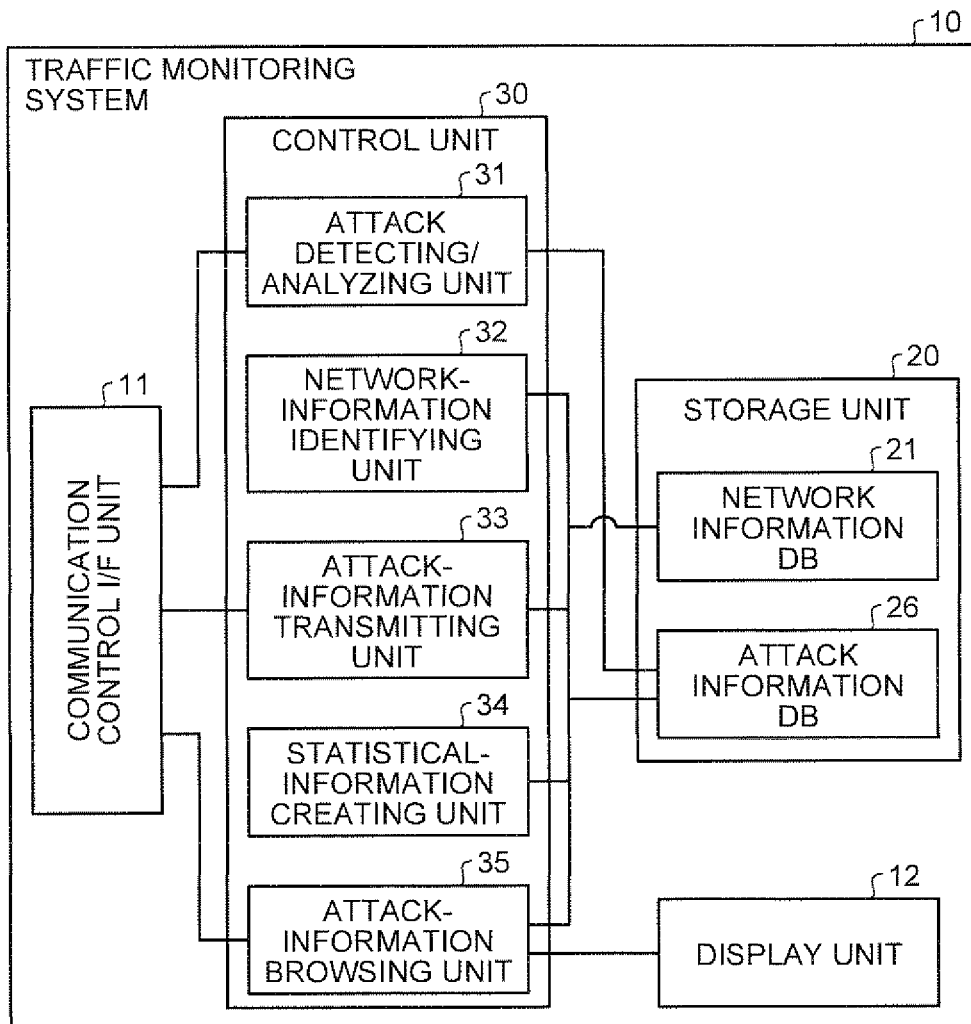 10
TRAFFIC MONITORING
SYSTEM
30
CONTROL UNIT
31
ATTACK
DETECTING/
ANALYZING UNIT
32
NETWORK-
INFORMATION
IDENTIFYING
UNIT
11
COMMUNICATION
CONTROL I/F UNIT
33
ATTACK-
INFORMATION
TRANSMITTING
UNIT
34
STATISTICAL-
INFORMATION
CREATING UNIT
35
ATTACK-
INFORMATION
BROWSING UNIT
20
STORAGE UNIT
21
NETWORK
INFORMATION
DB
26
ATTACK
INFORMATION
DB
12
DISPLAY UNIT